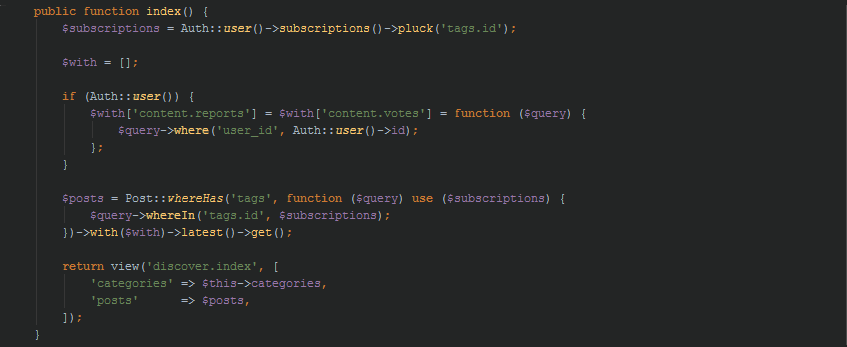 public function index() {
    $subscriptions = Auth::user()->subscriptions()->pluck('tags.id');

    $with = [];

    if (Auth::user()) {
        $with['content.reports'] = $with['content.votes'] = function ($query) {
            $query->where('user_id', Auth::user()->id);
        };
    }

    $posts = Post::whereHas('tags', function ($query) use ($subscriptions) {
        $query->whereIn('tags.id', $subscriptions);
    })->with($with)->latest()->get();

    return view('discover.index', [
        'categories' => $this->categories,
        'posts'      => $posts,
    ]);
}